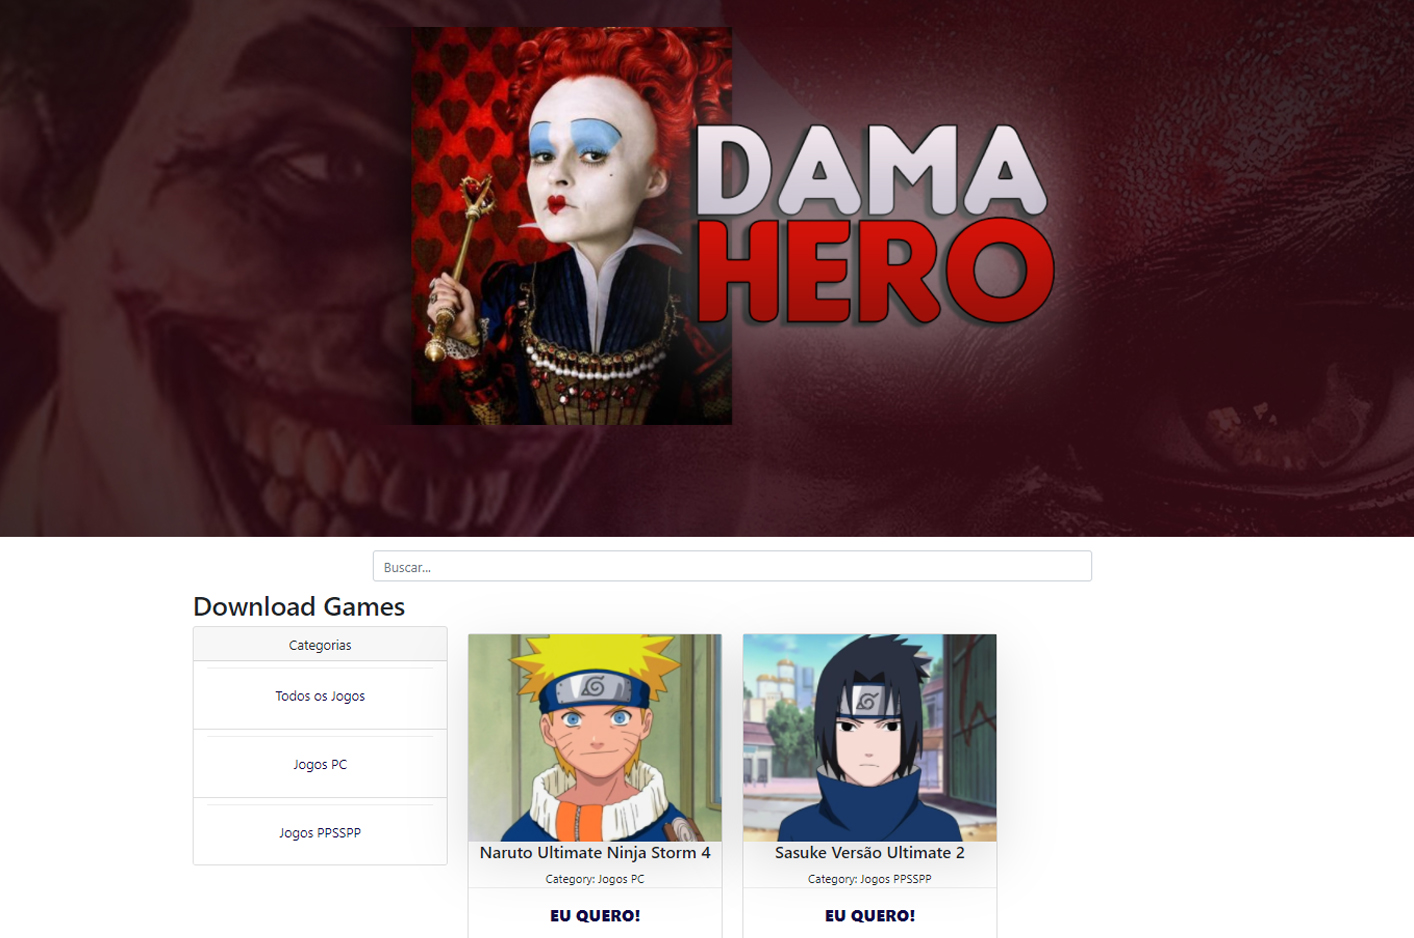 DAMA
HERO
Buscar...
Download Games
Categorias
Todos os Jogos
Jogos PC
Jogos PPSSPP
Naruto Ultimate Ninja Storm 4
Category: Jogos PC
EU QUERO!
Sasuke Versão Ultimate 2
Category: Jogos PPSSPP
EU QUERO!